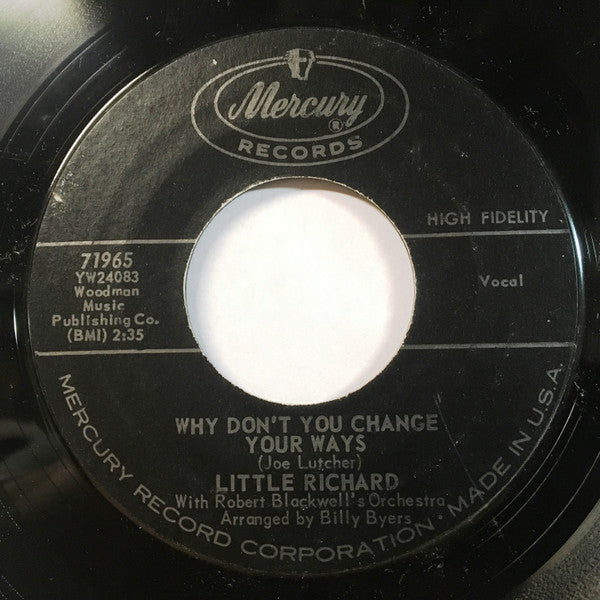 Mercury
®
RECORDS
HIGH FIDELITY
71965
YW24083
Woodman
Music
Publishing Co.
(BMI) 2:35
Vocal
WHY DON'T YOU CHANGE
YOUR WAYS
(Joe Lutcher)
LITTLE RICHARD
With Robert Blackwell's Orchestra
Arranged by Billy Byers
MERCURY RECORD CORPORATION • MADE IN U.S.A.